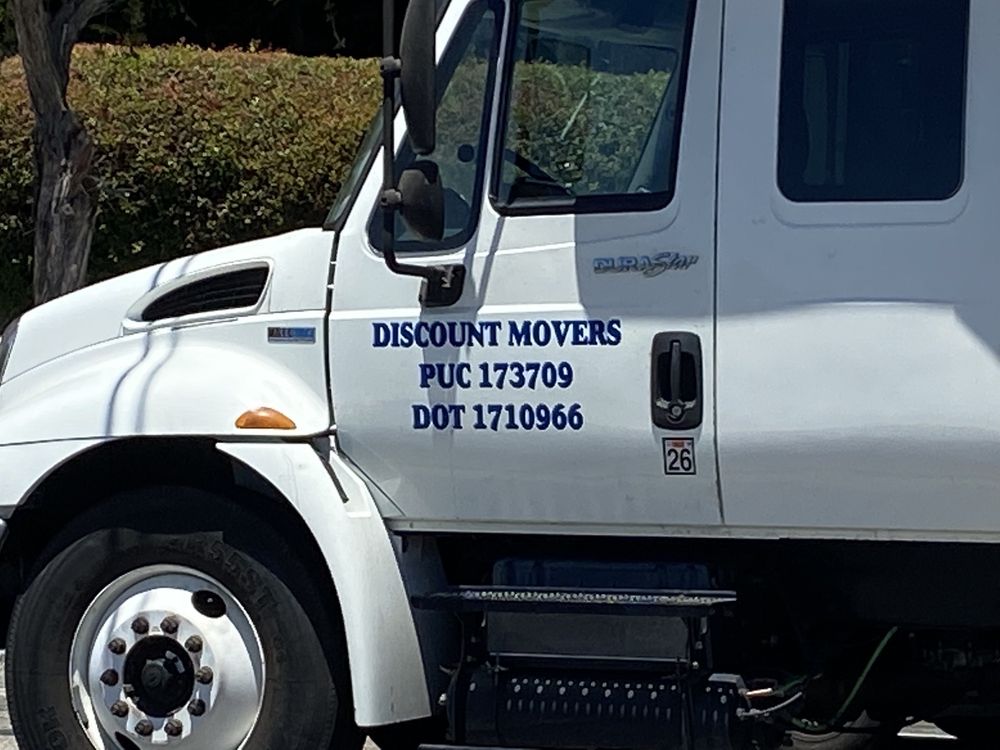 DURAStar
DISCOUNT MOVERS
PUC 173709
DOT 1710966
26